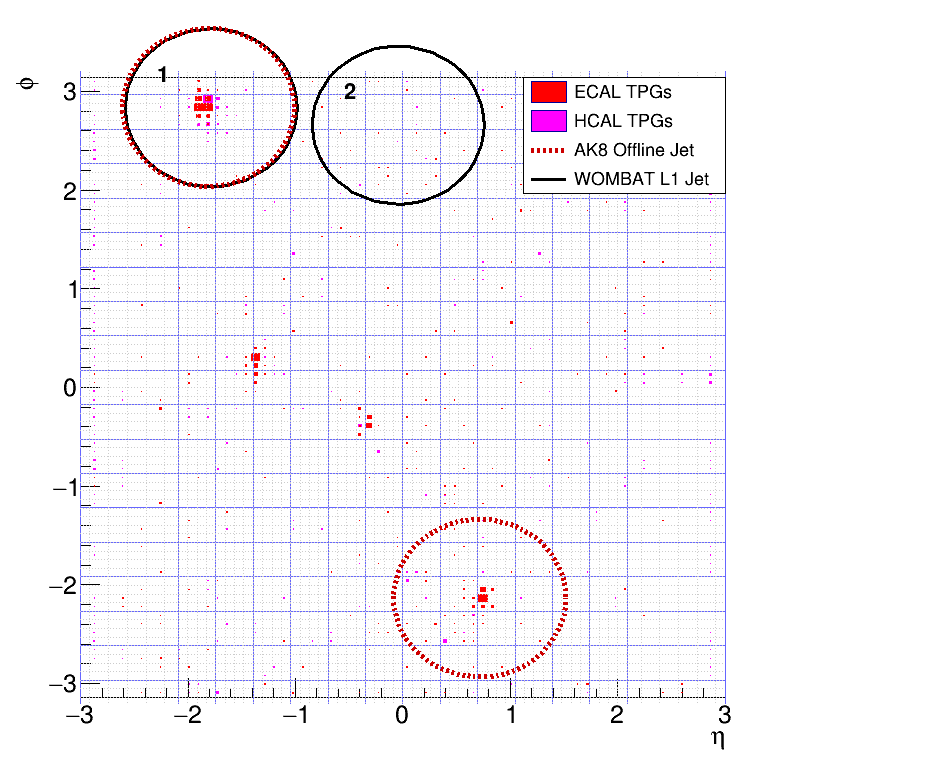 1
2
ECAL TPGs
HCAL TPGs
AK8 Offline Jet
WOMBAT L1 Jet
ϕ
3
2
1
0
−1
−2
−3
−3 −2 −1 0 1 2 3
η